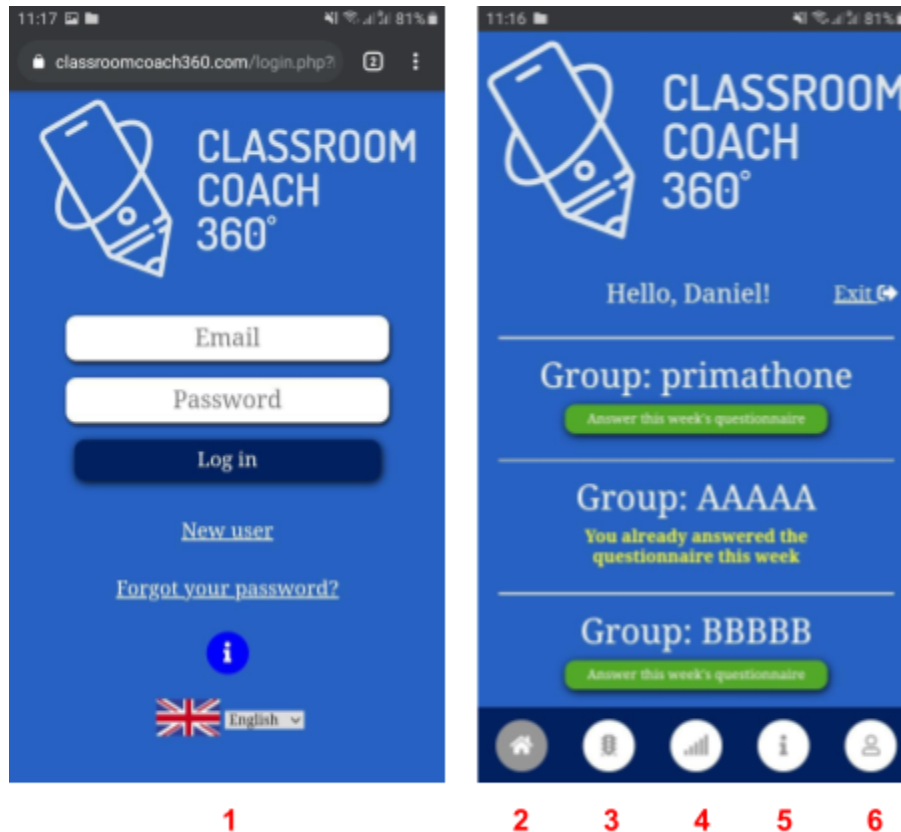 11:17
81%
classroomcoach360.com/login.php?
2
CLASSROOM
COACH
360°
Email
Password
Log in
New user
Forgot your password?
i
English
1
11:16
81%
CLASSROOM
COACH
360°
Hello, Daniel!
Exit
Group: primathone
Answer this week's questionnaire
Group: AAAAA
You already answered the
questionnaire this week
Group: BBBBB
Answer this week's questionnaire
i
2 3 4 5 6